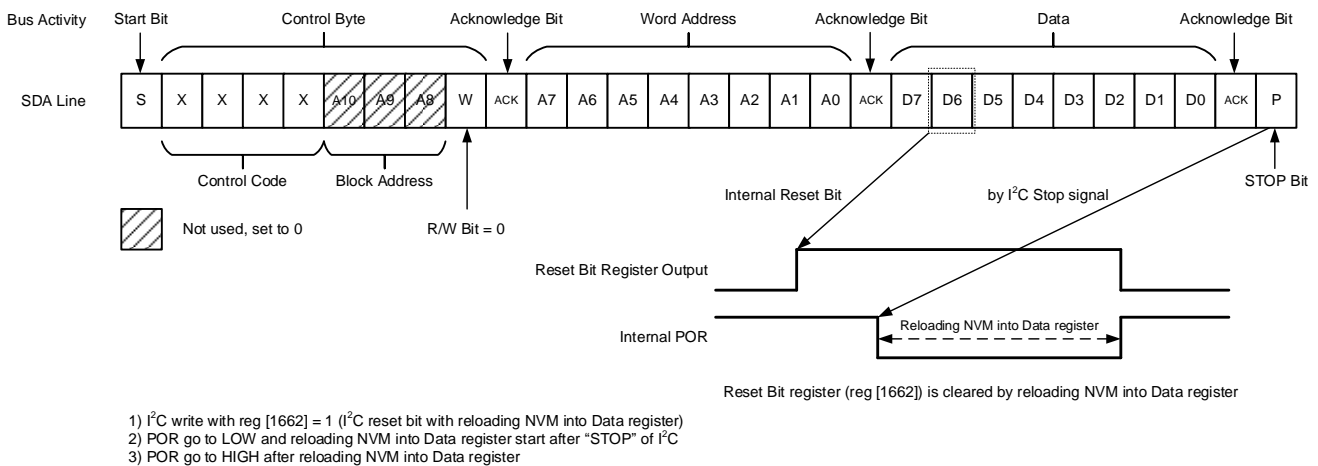 Bus Activity Start Bit Control Byte Acknowledge Bit Word Address Acknowledge Bit Data Acknowledge Bit
SDA Line S X X X X A10 A9 A8 W ACK A7 A6 A5 A4 A3 A2 A1 A0 ACK D7 D6 D5 D4 D3 D2 D1 D0 ACK P
Control Code Block Address Internal Reset Bit by I²C Stop signal STOP Bit
Not used, set to 0 R/W Bit = 0
Reset Bit Register Output
Internal POR Reloading NVM into Data register
Reset Bit register (reg [1662]) is cleared by reloading NVM into Data register
1) I²C write with reg [1662] = 1 (I²C reset bit with reloading NVM into Data register)
2) POR go to LOW and reloading NVM into Data register start after “STOP” of I²C
3) POR go to HIGH after reloading NVM into Data register